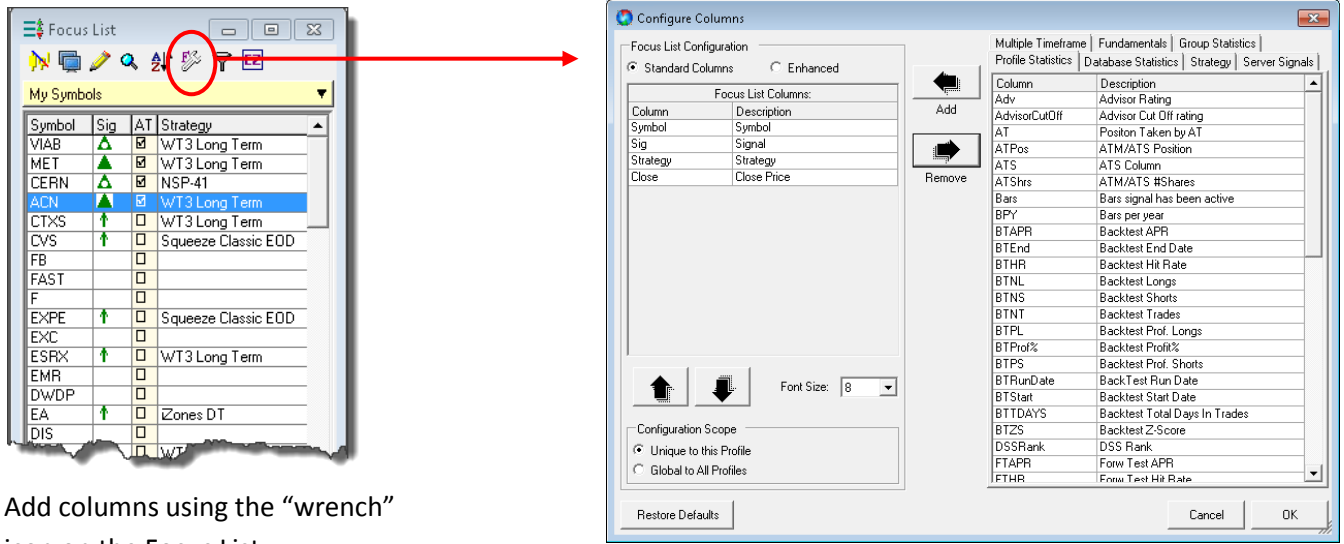 Focus List
My Symbols
Symbol Sig AT Strategy
VIAB WT3 Long Term
MET WT3 Long Term
CERN NSP-41
ACN WT3 Long Term
CTXS WT3 Long Term
CVS Squeeze Classic EOD
FB
FAST
F
EXPE Squeeze Classic EOD
EXC
ESRX WT3 Long Term
EMR
DWDP
EA iZones DT
DIS
Add columns using the “wrench”
Configure Columns
Focus List Configuration
Standard Columns Enhanced
Focus List Columns:
Column Description
Symbol Symbol
Sig Signal
Strategy Strategy
Close Close Price
Font Size: 8
Configuration Scope
Unique to this Profile
Global to All Profiles
Restore Defaults
Add
Remove
Multiple Timeframe Fundamentals Group Statistics
Profile Statistics Database Statistics Strategy Server Signals
Column Description
Adv Advisor Rating
AdvisorCutOff Advisor Cut Off rating
AT Positon Taken by AT
ATPos ATM/ATS Position
ATS ATS Column
ATShrs ATM/ATS #Shares
Bars Bars signal has been active
BPY Bars per year
BTAPR Backtest APR
BTEnd Backtest End Date
BTHR Backtest Hit Rate
BTNL Backtest Longs
BTNS Backtest Shorts
BTNT Backtest Trades
BTPL Backtest Prof. Longs
BTProf% Backtest Profit%
BTPS Backtest Prof. Shorts
BTRunDate BackTest Run Date
BTStart Backtest Start Date
BTTDAYS Backtest Total Days In Trades
BTZS Backtest Z-Score
DSSRank DSS Rank
FTAPR Forw Test APR
FTHR Forw Test Hit Rate
Cancel OK